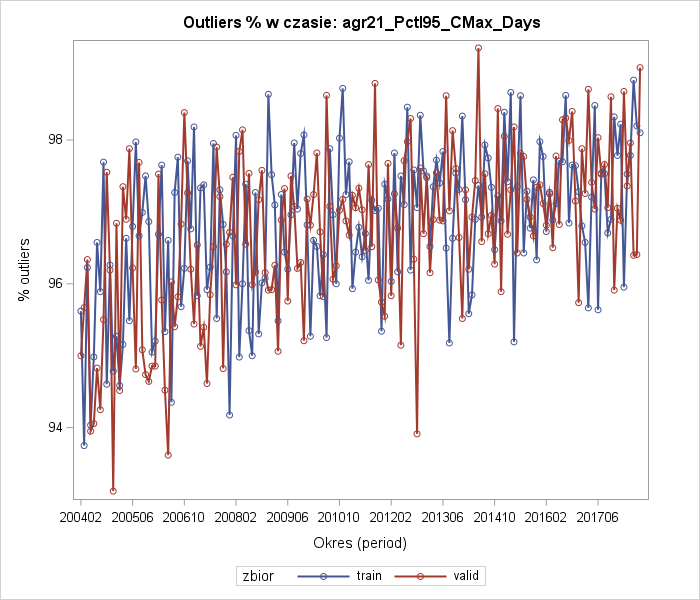 Outliers % w czasie: agr21_Pctl95_CMax_Days
% outliers
98
96
94
200402 200506 200610 200802 200906 201010 201202 201306 201410 201602 201706
Okres (period)
zbior train valid